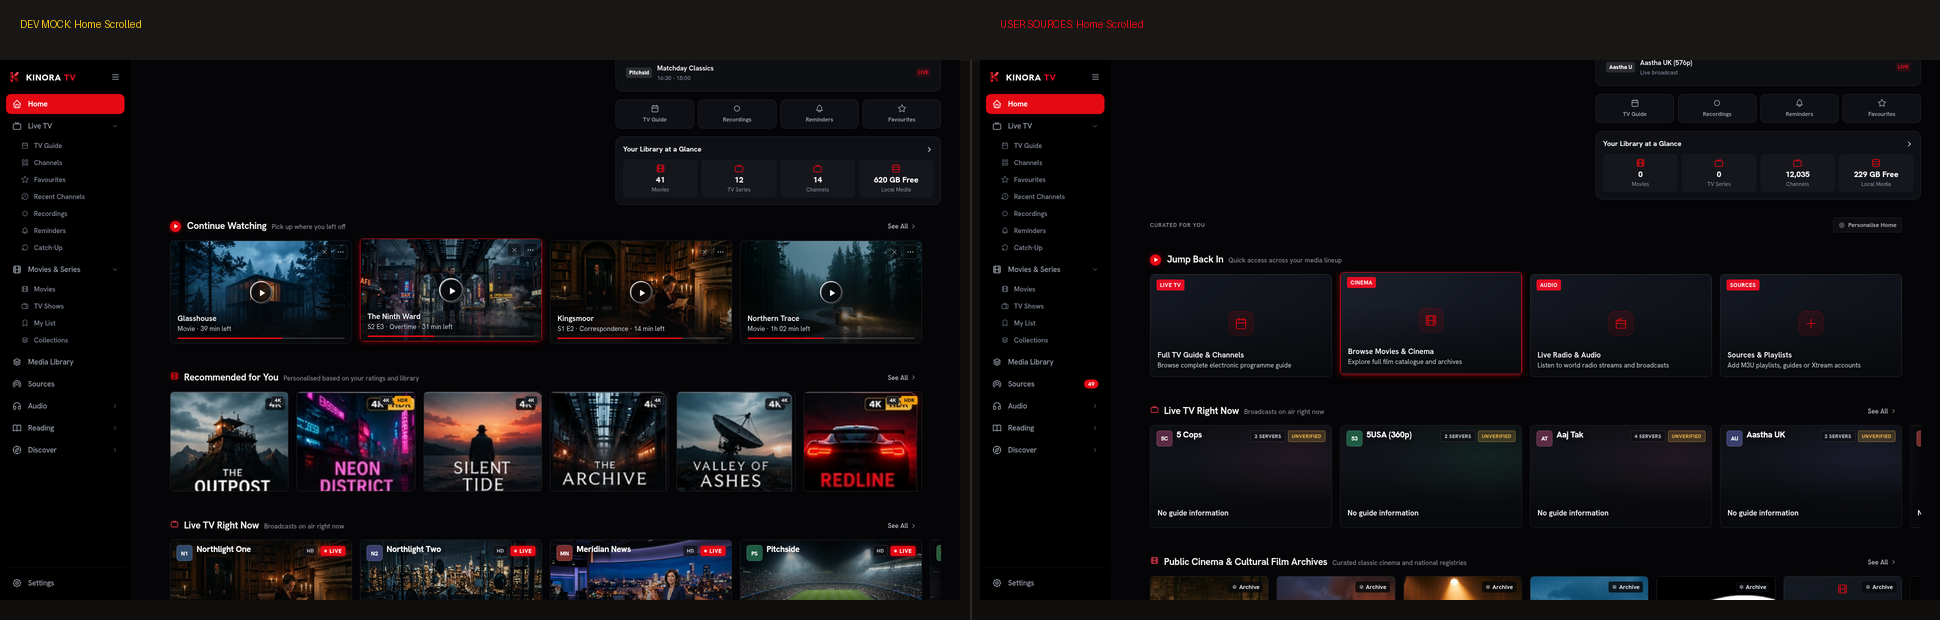 DEV MOCK: Home Scrolled
USER SOURCES: Home Scrolled
KINORA TV
Home
Live TV
TV Guide
Channels
Favourites
Recent Channels
Recordings
Reminders
Catch-Up
Movies & Series
Movies
TV Shows
My List
Collections
Media Library
Sources
Audio
Reading
Discover
Settings
Pitchsid
Matchday Classics
16:30 - 18:00
LIVE
TV Guide
Recordings
Reminders
Favourites
Your Library at a Glance
41
Movies
12
TV Series
14
Channels
620 GB Free
Local Media
Continue Watching Pick up where you left off
See All
Glasshouse
Movie · 39 min left
The Ninth Ward
S2 E3 · Overtime · 31 min left
Kingsmoor
S1 E2 · Correspondence · 14 min left
Northern Trace
Movie · 1h 02 min left
Recommended for You Personalised based on your ratings and library
See All
4K
THE
OUTPOST
4K HDR
NEON
DISTRICT
4K
SILENT
TIDE
4K
THE
ARCHIVE
4K
VALLEY OF
ASHES
4K HDR
REDLINE
Live TV Right Now Broadcasts on air right now
See All
N1 Northlight One HD LIVE
N2 Northlight Two HD LIVE
MN Meridian News HD LIVE
PS Pitchside HD LIVE
KINORA TV
Home
Live TV
TV Guide
Channels
Favourites
Recent Channels
Recordings
Reminders
Catch-Up
Movies & Series
Movies
TV Shows
My List
Collections
Media Library
Sources 49
Audio
Reading
Discover
Settings
Aastha U
Aastha UK (576p)
Live broadcast
LIVE
TV Guide
Recordings
Reminders
Favourites
Your Library at a Glance
0
Movies
0
TV Series
12,035
Channels
229 GB Free
Local Media
CURATED FOR YOU
Personalise Home
Jump Back In Quick access across your media lineup
LIVE TV
Full TV Guide & Channels
Browse complete electronic programme guide
CINEMA
Browse Movies & Cinema
Explore full film catalogue and archives
AUDIO
Live Radio & Audio
Listen to world radio streams and broadcasts
SOURCES
Sources & Playlists
Add M3U playlists, guides or Xtream accounts
Live TV Right Now Broadcasts on air right now
See All
5C 5 Cops 2 SERVERS UNVERIFIED
No guide information
53 5USA (360p) 2 SERVERS UNVERIFIED
No guide information
AT Aaj Tak 4 SERVERS UNVERIFIED
No guide information
AU Aastha UK 2 SERVERS UNVERIFIED
No guide information
Public Cinema & Cultural Film Archives Curated classic cinema and national registries
See All
Archive
Archive
Archive
Archive
Archive
Archive